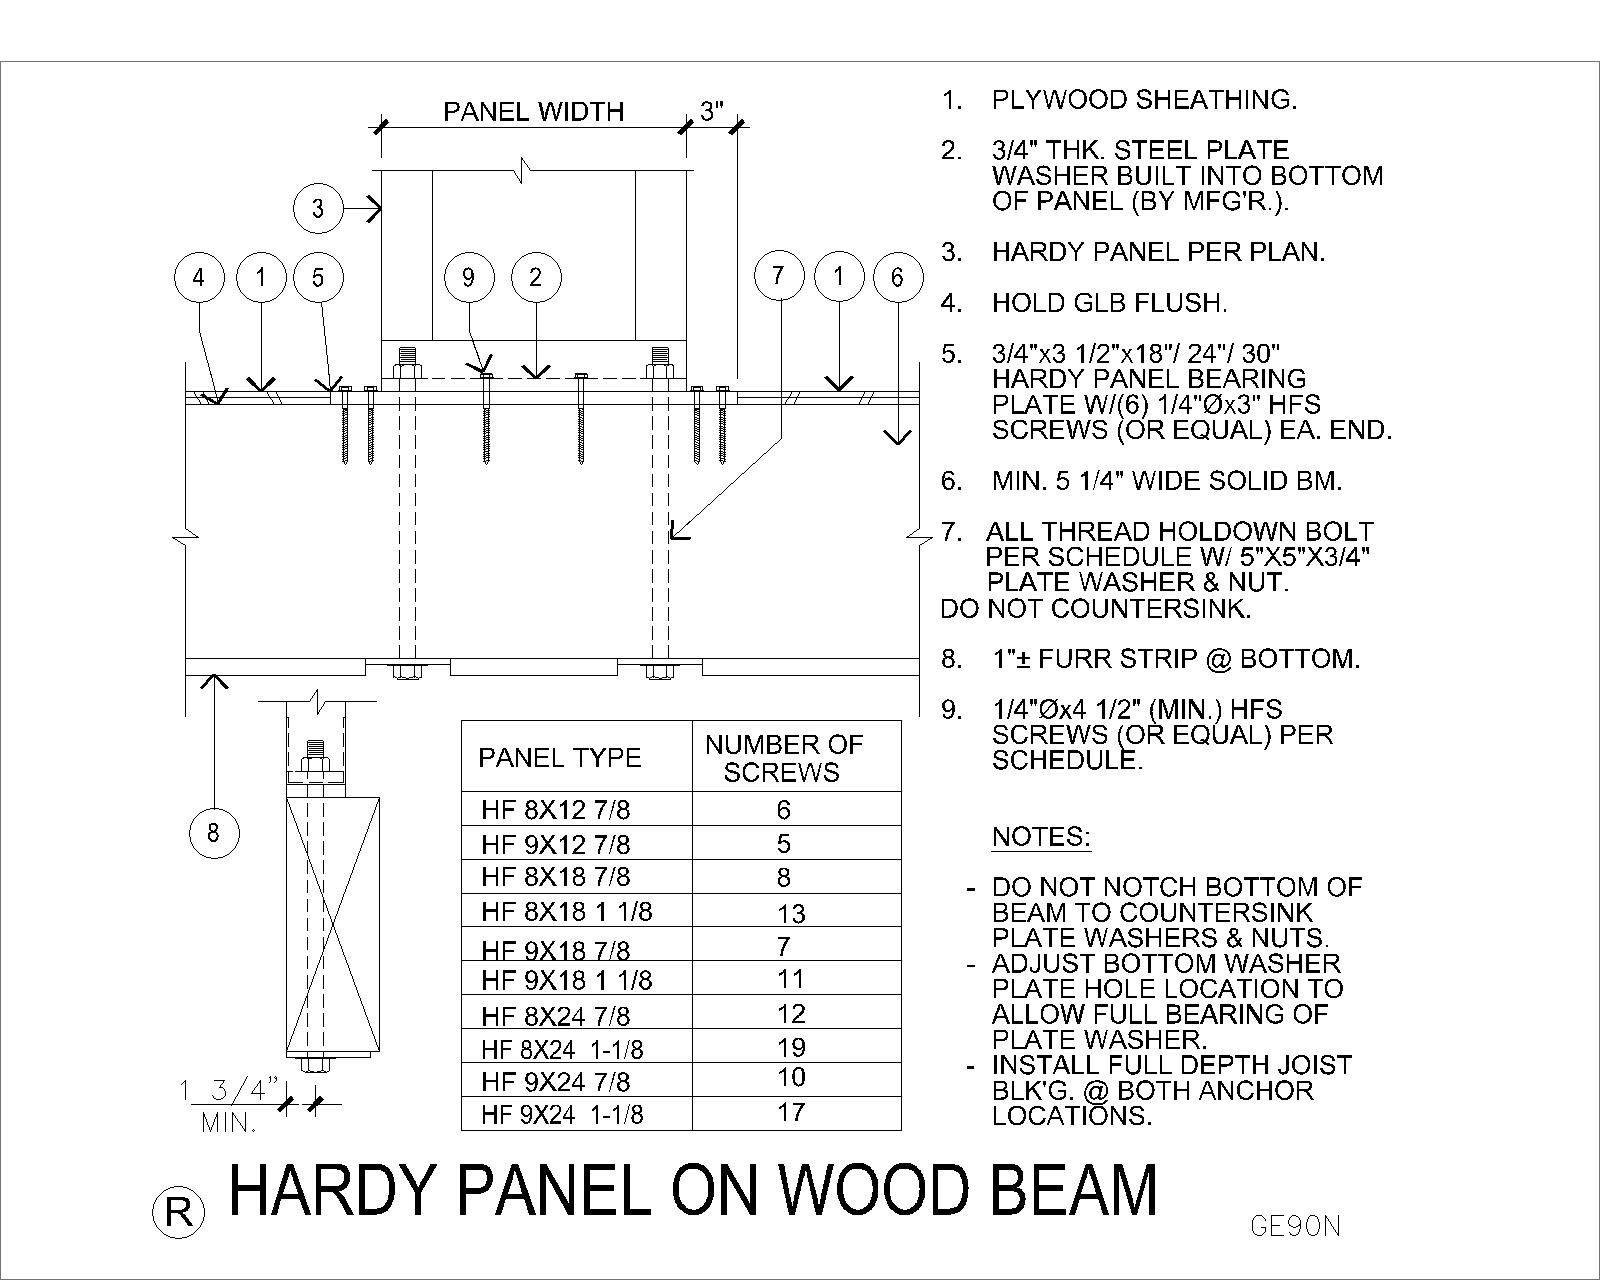 PANEL WIDTH
3"
3
4
1
5
9
2
7
1
6
1. PLYWOOD SHEATHING.
2. 3/4" THK. STEEL PLATE
WASHER BUILT INTO BOTTOM
OF PANEL (BY MFG'R.).
3. HARDY PANEL PER PLAN.
4. HOLD GLB FLUSH.
5. 3/4"x3 1/2"x18"/ 24"/ 30"
HARDY PANEL BEARING
PLATE W/(6) 1/4"Øx3" HFS
SCREWS (OR EQUAL) EA. END.
6. MIN. 5 1/4" WIDE SOLID BM.
7. ALL THREAD HOLDOWN BOLT
PER SCHEDULE W/ 5"X5"X3/4"
PLATE WASHER & NUT.
DO NOT COUNTERSINK.
8. 1"± FURR STRIP @ BOTTOM.
9. 1/4"Øx4 1/2" (MIN.) HFS
SCREWS (OR EQUAL) PER
SCHEDULE.
NOTES:
- DO NOT NOTCH BOTTOM OF
BEAM TO COUNTERSINK
PLATE WASHERS & NUTS.
- ADJUST BOTTOM WASHER
PLATE HOLE LOCATION TO
ALLOW FULL BEARING OF
PLATE WASHER.
- INSTALL FULL DEPTH JOIST
BLK'G. @ BOTH ANCHOR
LOCATIONS.
8
1 3/4"
MIN.
PANEL TYPE NUMBER OF
SCREWS
HF 8X12 7/8 6
HF 9X12 7/8 5
HF 8X18 7/8 8
HF 8X18 1 1/8 13
HF 9X18 7/8 7
HF 9X18 1 1/8 11
HF 8X24 7/8 12
HF 8X24 1-1/8 19
HF 9X24 7/8 10
HF 9X24 1-1/8 17
R HARDY PANEL ON WOOD BEAM
GE90N